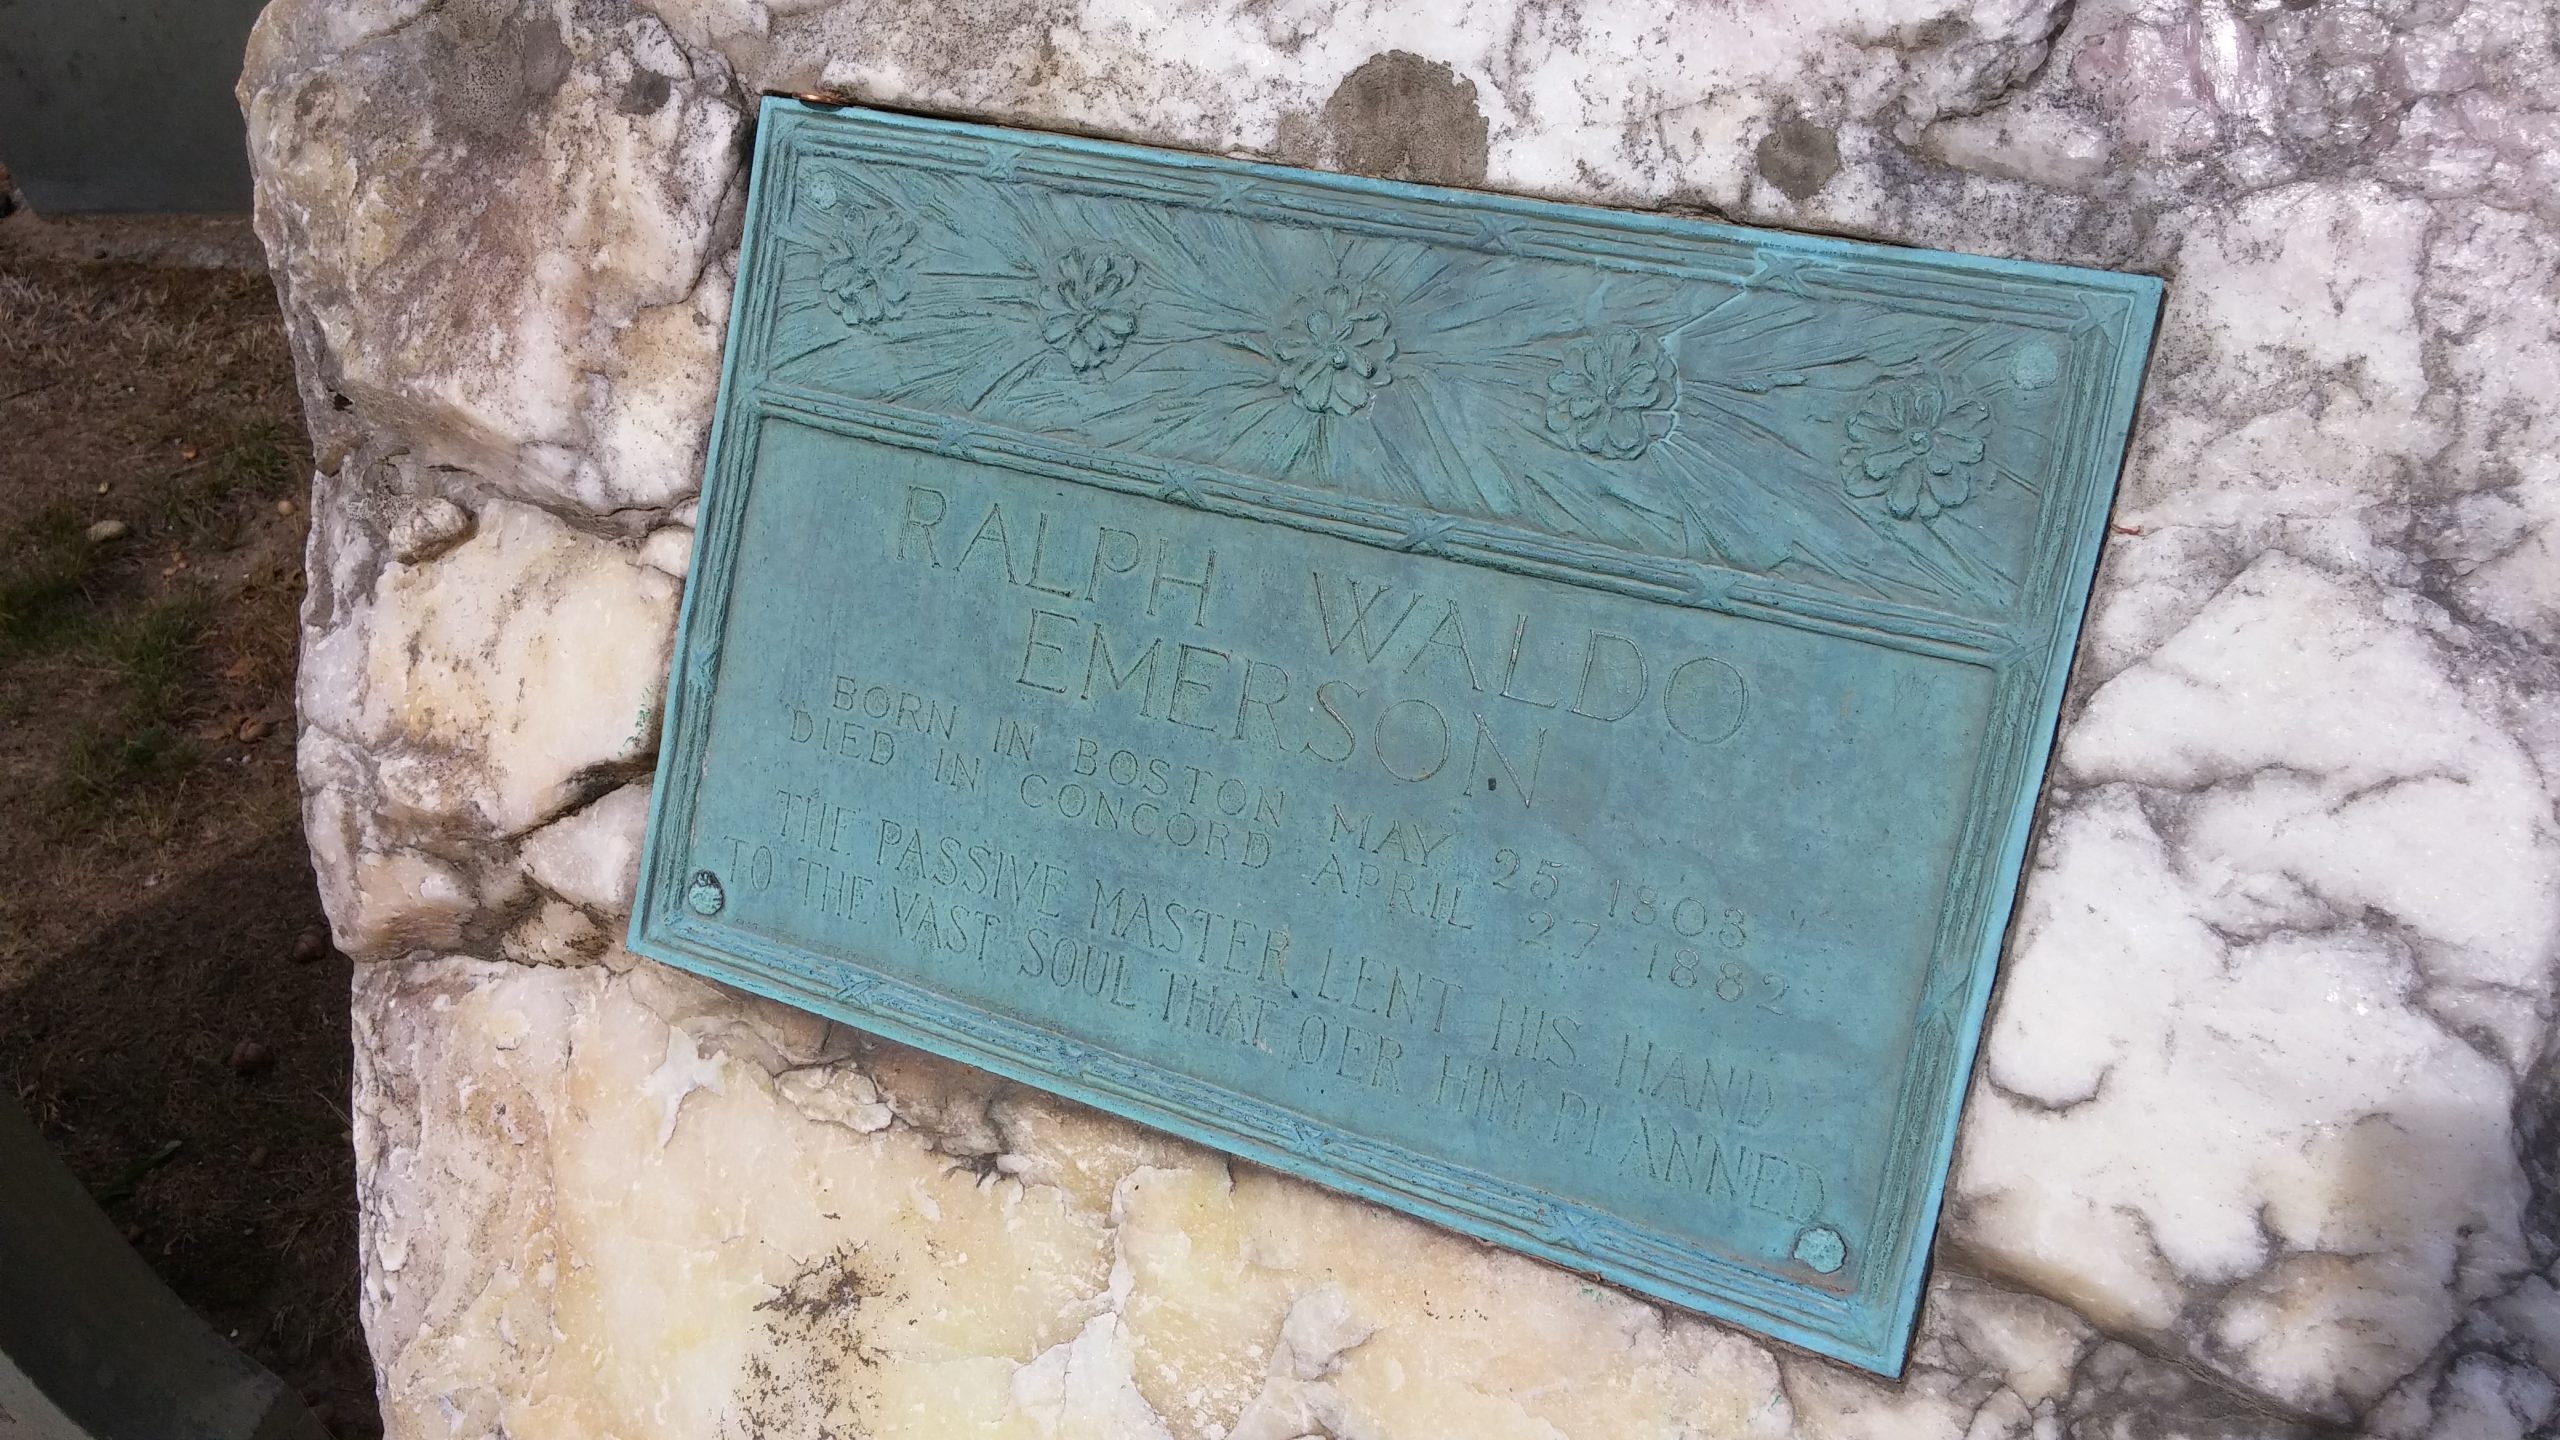 RALPH WALDO
EMERSON
BORN IN BOSTON MAY 25 1803
DIED IN CONCORD APRIL 27 1882
THE PASSIVE MASTER LENT HIS HAND
TO THE VAST SOUL THAT O'ER HIM PLANNED